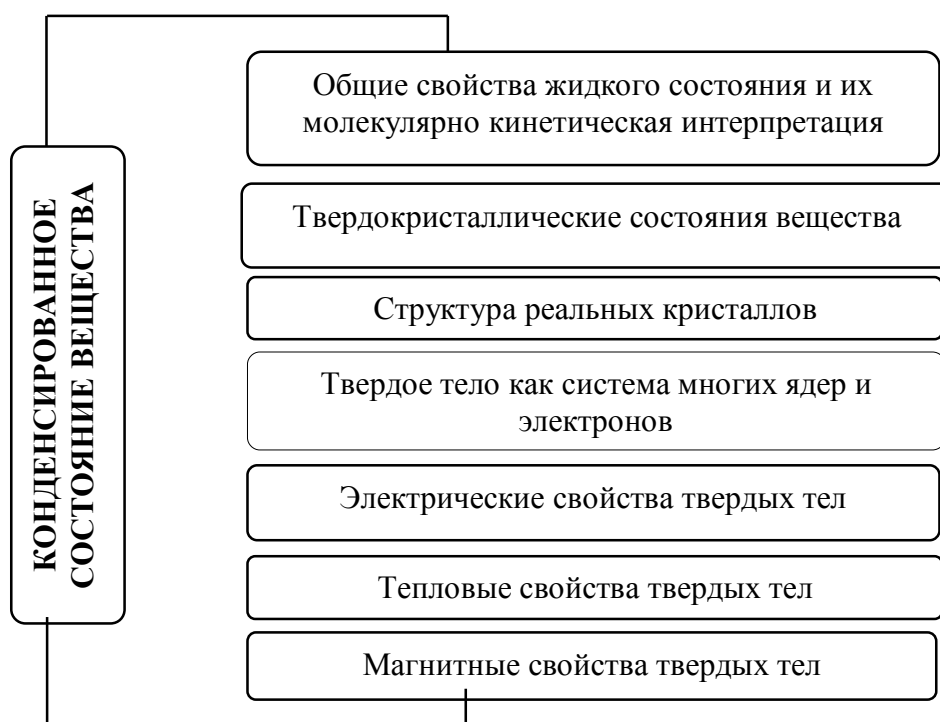 КОНДЕНСИРОВАННОЕ
СОСТОЯНИЕ ВЕЩЕСТВА
Общие свойства жидкого состояния и их
молекулярно кинетическая интерпретация
Твердокристаллические состояния вещества
Структура реальных кристаллов
Твердое тело как система многих ядер и
электронов
Электрические свойства твердых тел
Тепловые свойства твердых тел
Магнитные свойства твердых тел